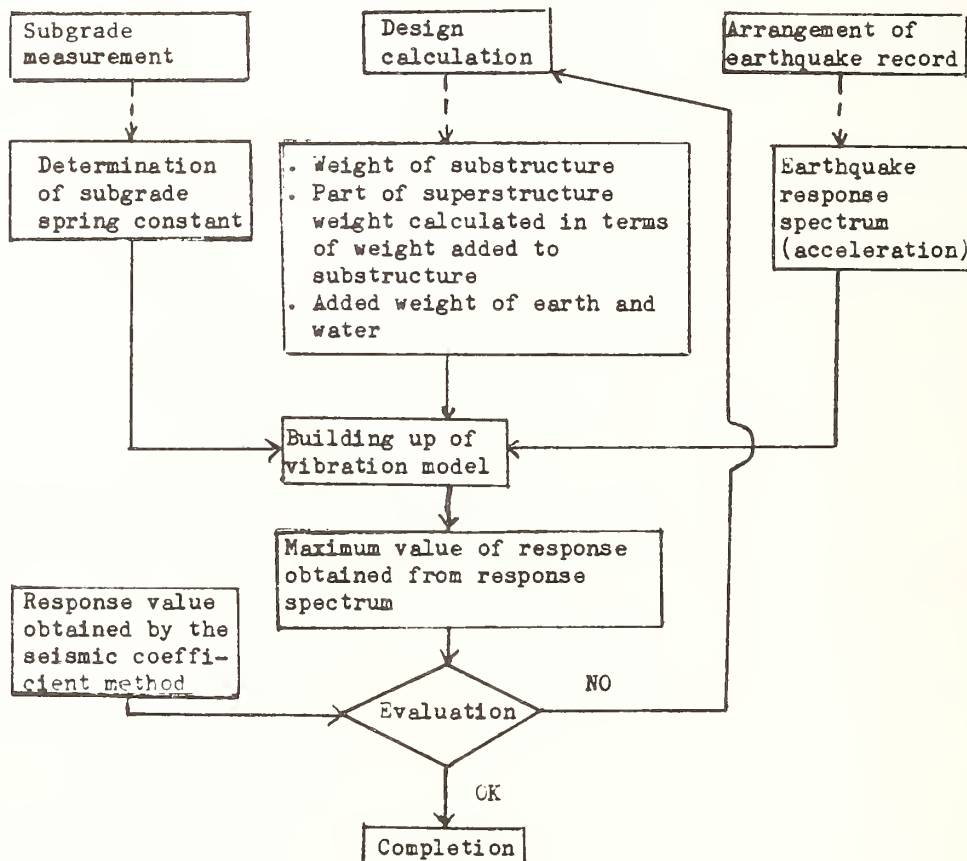 Subgrade
measurement
Design
calculation
Arrangement of
earthquake record
Determination
of subgrade
spring constant
. Weight of substructure
. Part of superstructure
weight calculated in terms
of weight added to
substructure
. Added weight of earth and
water
Earthquake
response
spectrum
(acceleration)
Building up of
vibration model
Maximum value of response
obtained from response
spectrum
Response value
obtained by the
seismic coeffi-
cient method
Evaluation
NO
OK
Completion